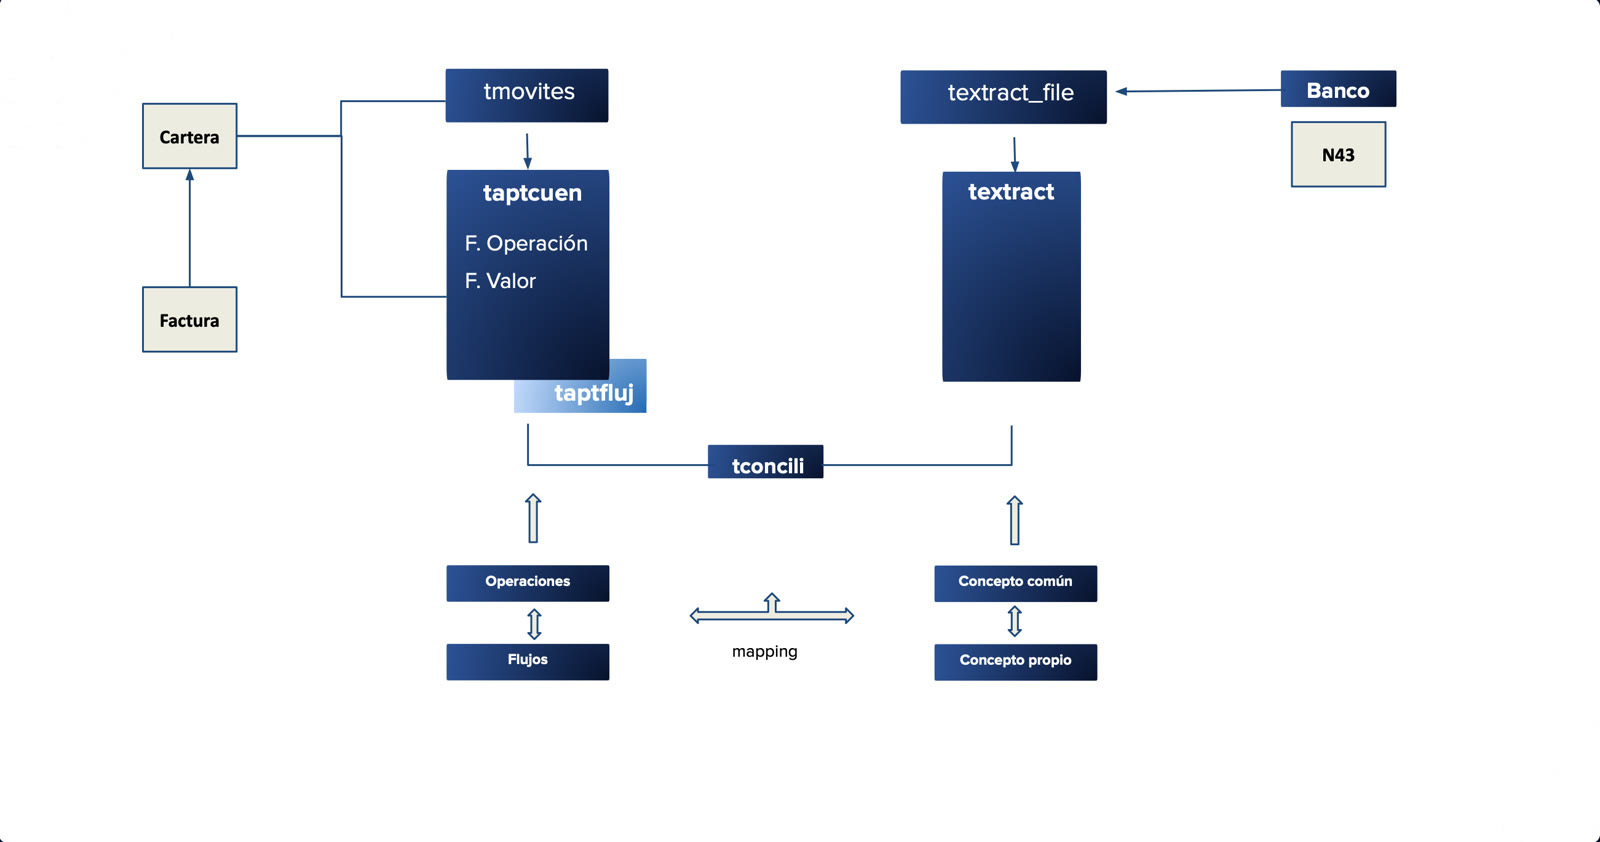 tmovites
textract_file
Banco
Cartera
N43
taptcuen
textract
F. Operación
F. Valor
Factura
taptfluj
tconcili
Operaciones
Concepto común
mapping
Flujos
Concepto propio